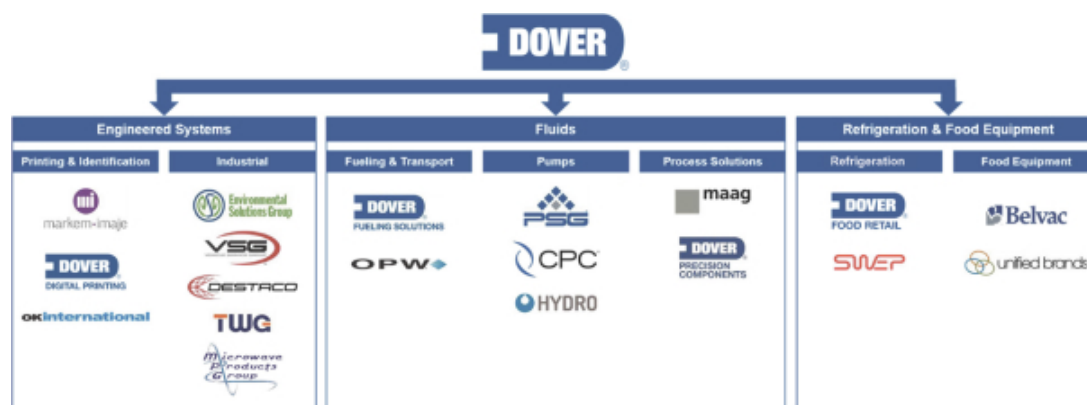 DOVER
®
Engineered Systems
Fluids
Refrigeration & Food Equipment
Printing & Identification
Industrial
Fueling & Transport
Pumps
Process Solutions
Refrigeration
Food Equipment
mi
markem-imaje
DOVER
DIGITAL PRINTING
OKinternational
Environmental
Solutions Group
VSG
DESTACO
TWG
Microwave
Products
Group
DOVER
FUELING SOLUTIONS
OPW
PSG
CPC
HYDRO
maag
DOVER
PRECISION
COMPONENTS
DOVER
FOOD RETAIL
SWEP
Belvac
unified brands